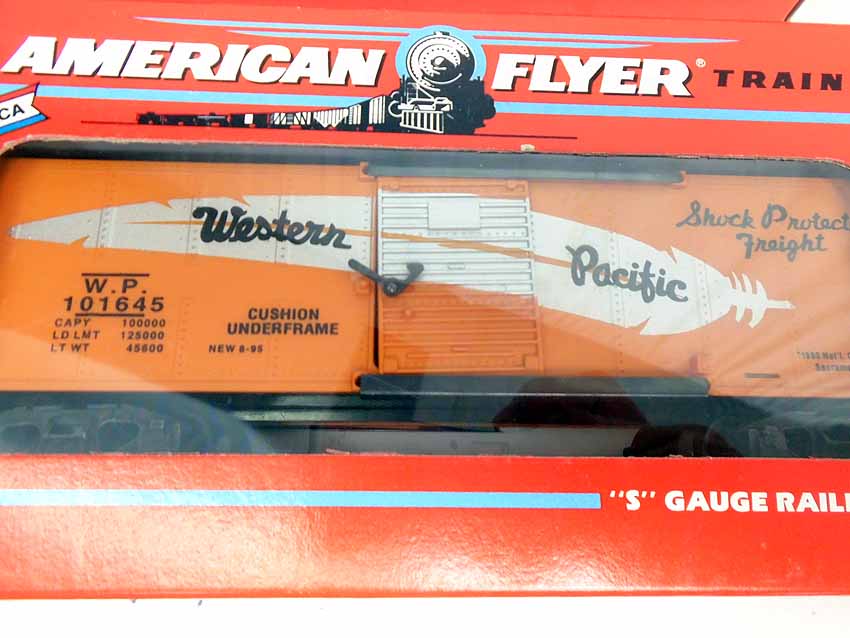 AMERICAN FLYER® TRAIN
CA
Western
Pacific
Shock Protect
Freight
W.P.
101645
CAPY 100000
LD LMT 125000
LT WT 45600
CUSHION
UNDERFRAME
NEW 8-95
"S" GAUGE RAIL